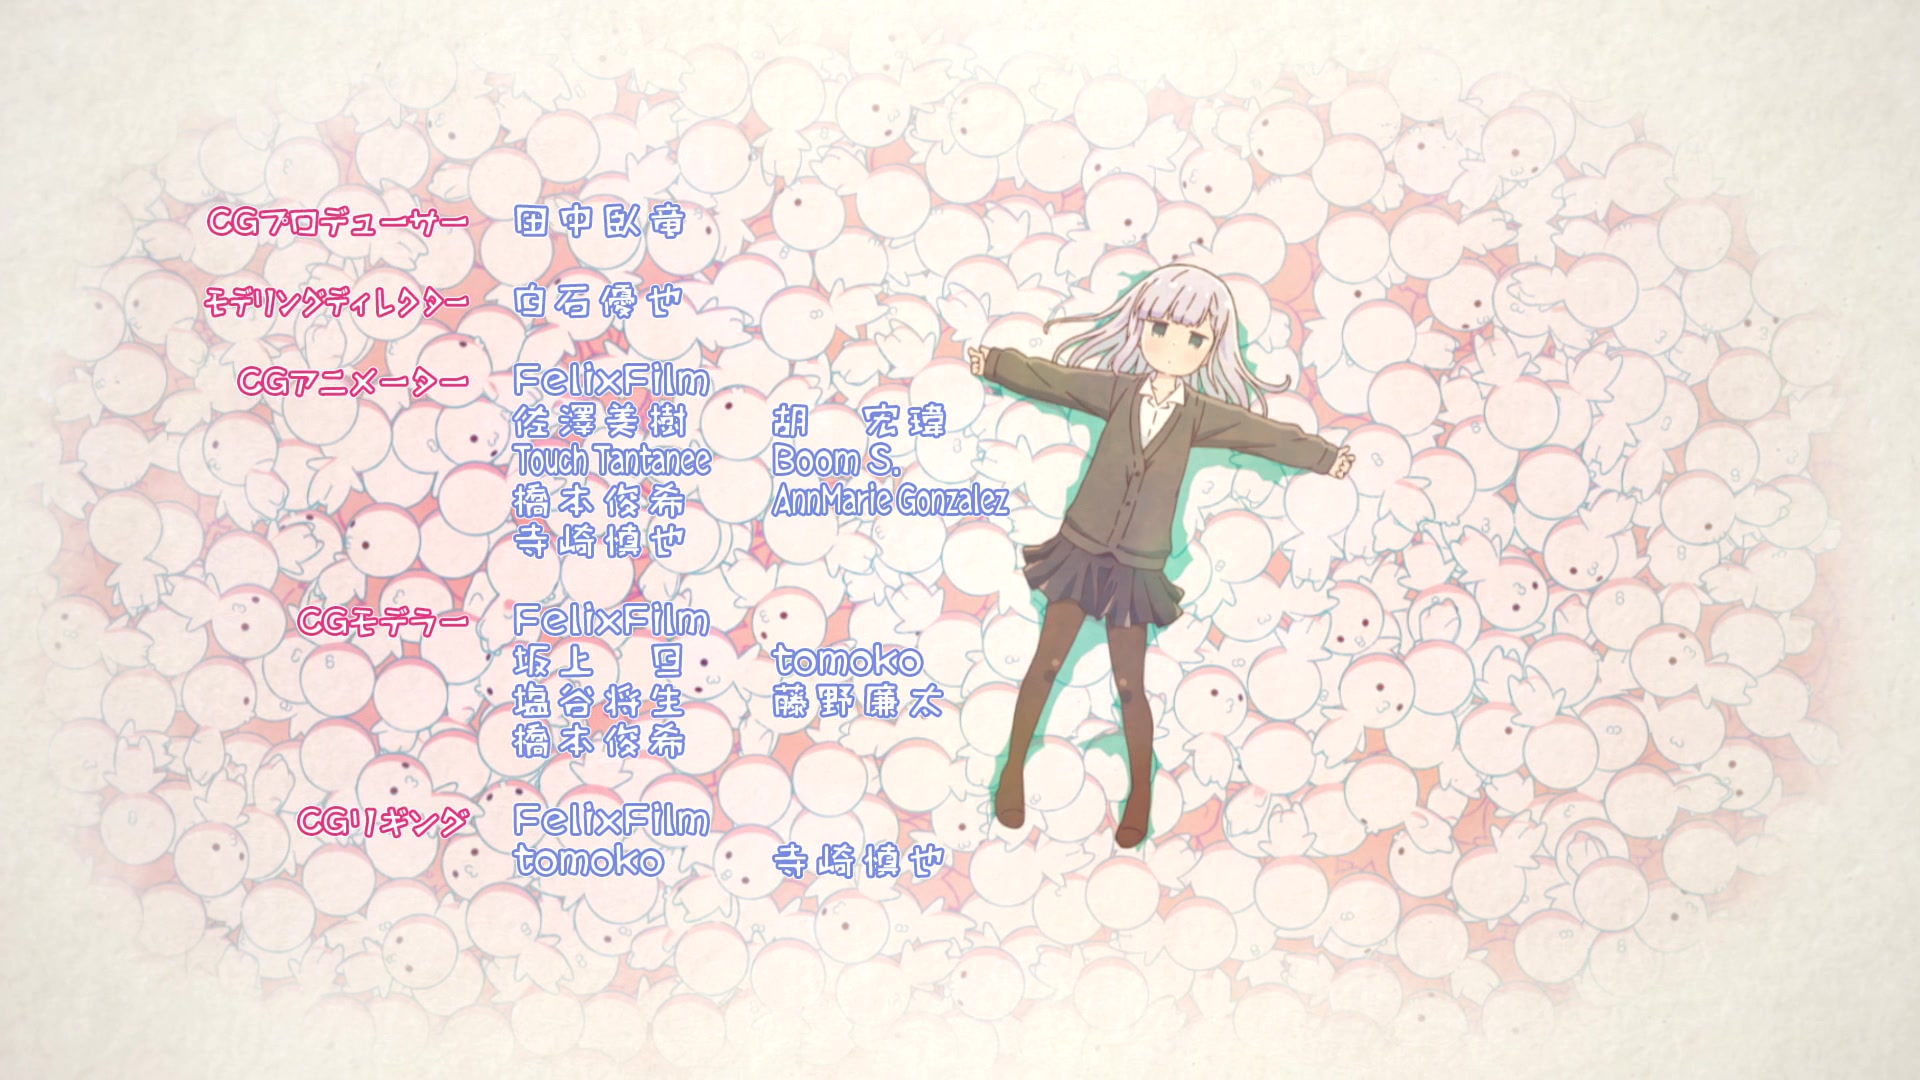 CGプロデューサー 田中臥竜
モデリングディレクター 白石優也
CGアニメーター FelixFilm
佐澤美樹 胡 宏瑋
Touch Tantanee Boom S.
橋本俊希 AnnMarie Gonzalez
寺崎慎也
CGモデラー FelixFilm
坂上 旦 tomoko
塩谷将生 藤野廉太
橋本俊希
CGリギング FelixFilm
tomoko 寺崎慎也